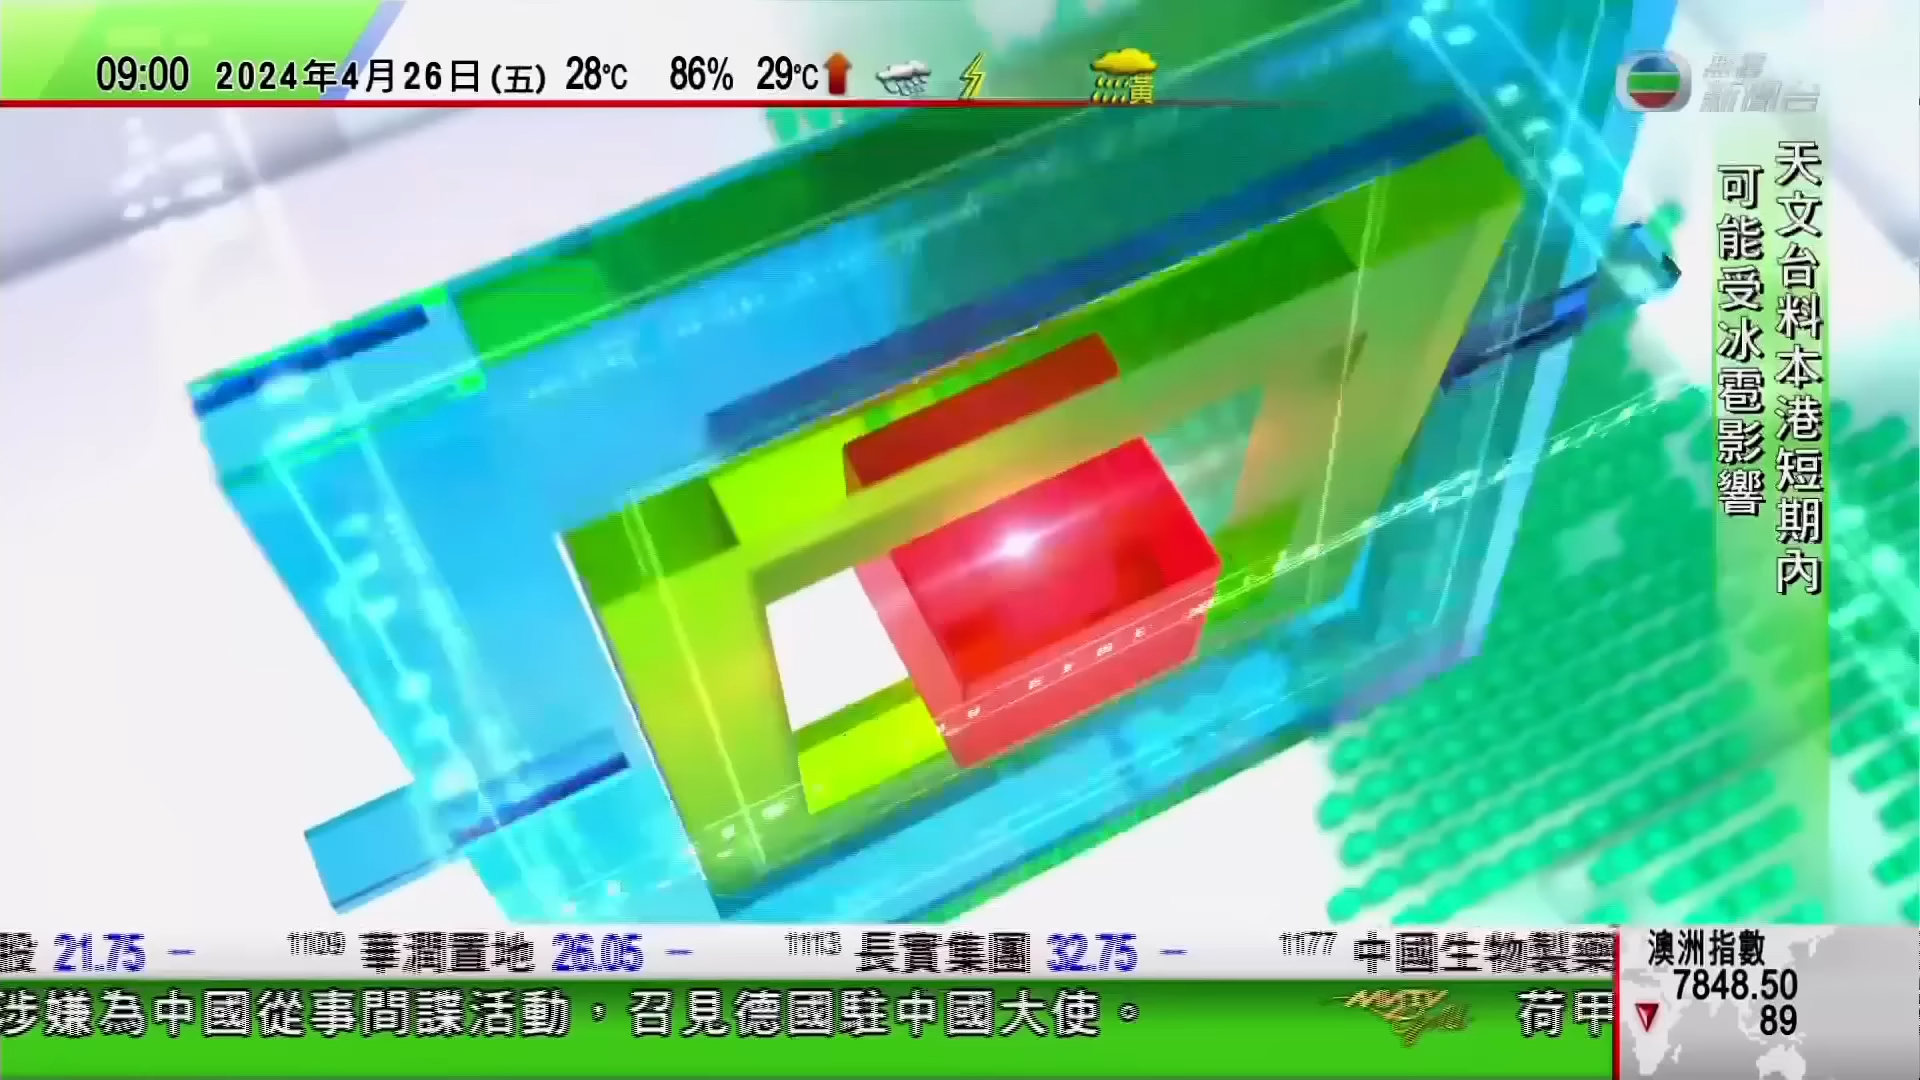 09:00 2024年4月26日(五) 28℃ 86% 29℃
黃
無綫
新聞台
天文台料本港短期內
可能受冰雹影響
股 21.75 – 1109 華潤置地 26.05 – 1113 長實集團 32.75 – 1177 中國生物製藥
涉嫌為中國從事間諜活動，召見德國駐中國大使。 荷甲
澳洲指數
7848.50
▼ 89